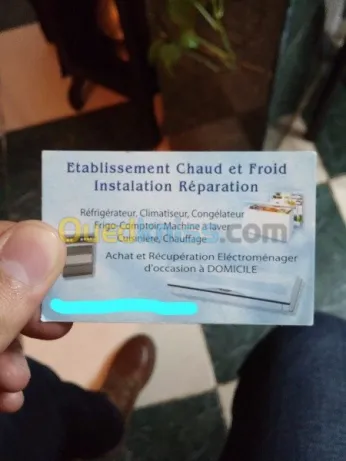 Etablissement Chaud et Froid
Instalation Réparation
Réfrigérateur, Climatiseur, Congélateur
Frigo-Comptoir, Machine à laver
Cuisinière, Chauffage
Achat et Récupération Eléctroménager
d'occasion à DOMICILE